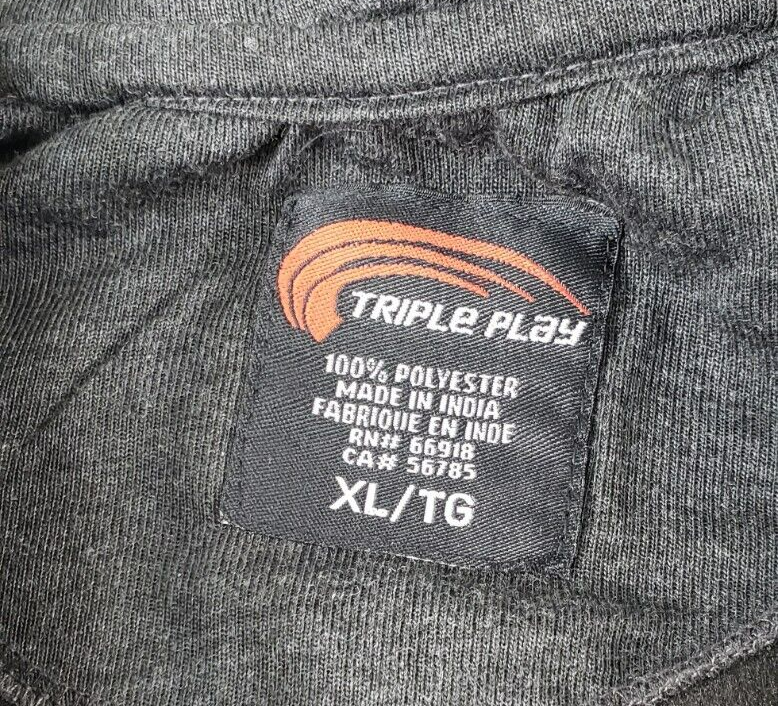 TRIPLE PLAY
100% POLYESTER
MADE IN INDIA
FABRIQUE EN INDE
RN# 66918
CA# 56785
XL/TG